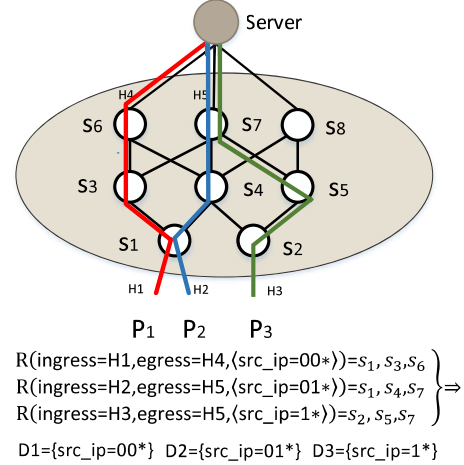 Server
H4 H5
S6 S7 S8
S3 S4 S5
S1 S2
H1 H2 H3
P1 P2 P3
R(ingress=H1,egress=H4,⟨src_ip=00*⟩)=s1,s3,s6
R(ingress=H2,egress=H5,⟨src_ip=01*⟩)=s1,s4,s7
R(ingress=H3,egress=H5,⟨src_ip=1*⟩)=s2,s5,s7
⇒
D1={src_ip=00*} D2={src_ip=01*} D3={src_ip=1*}